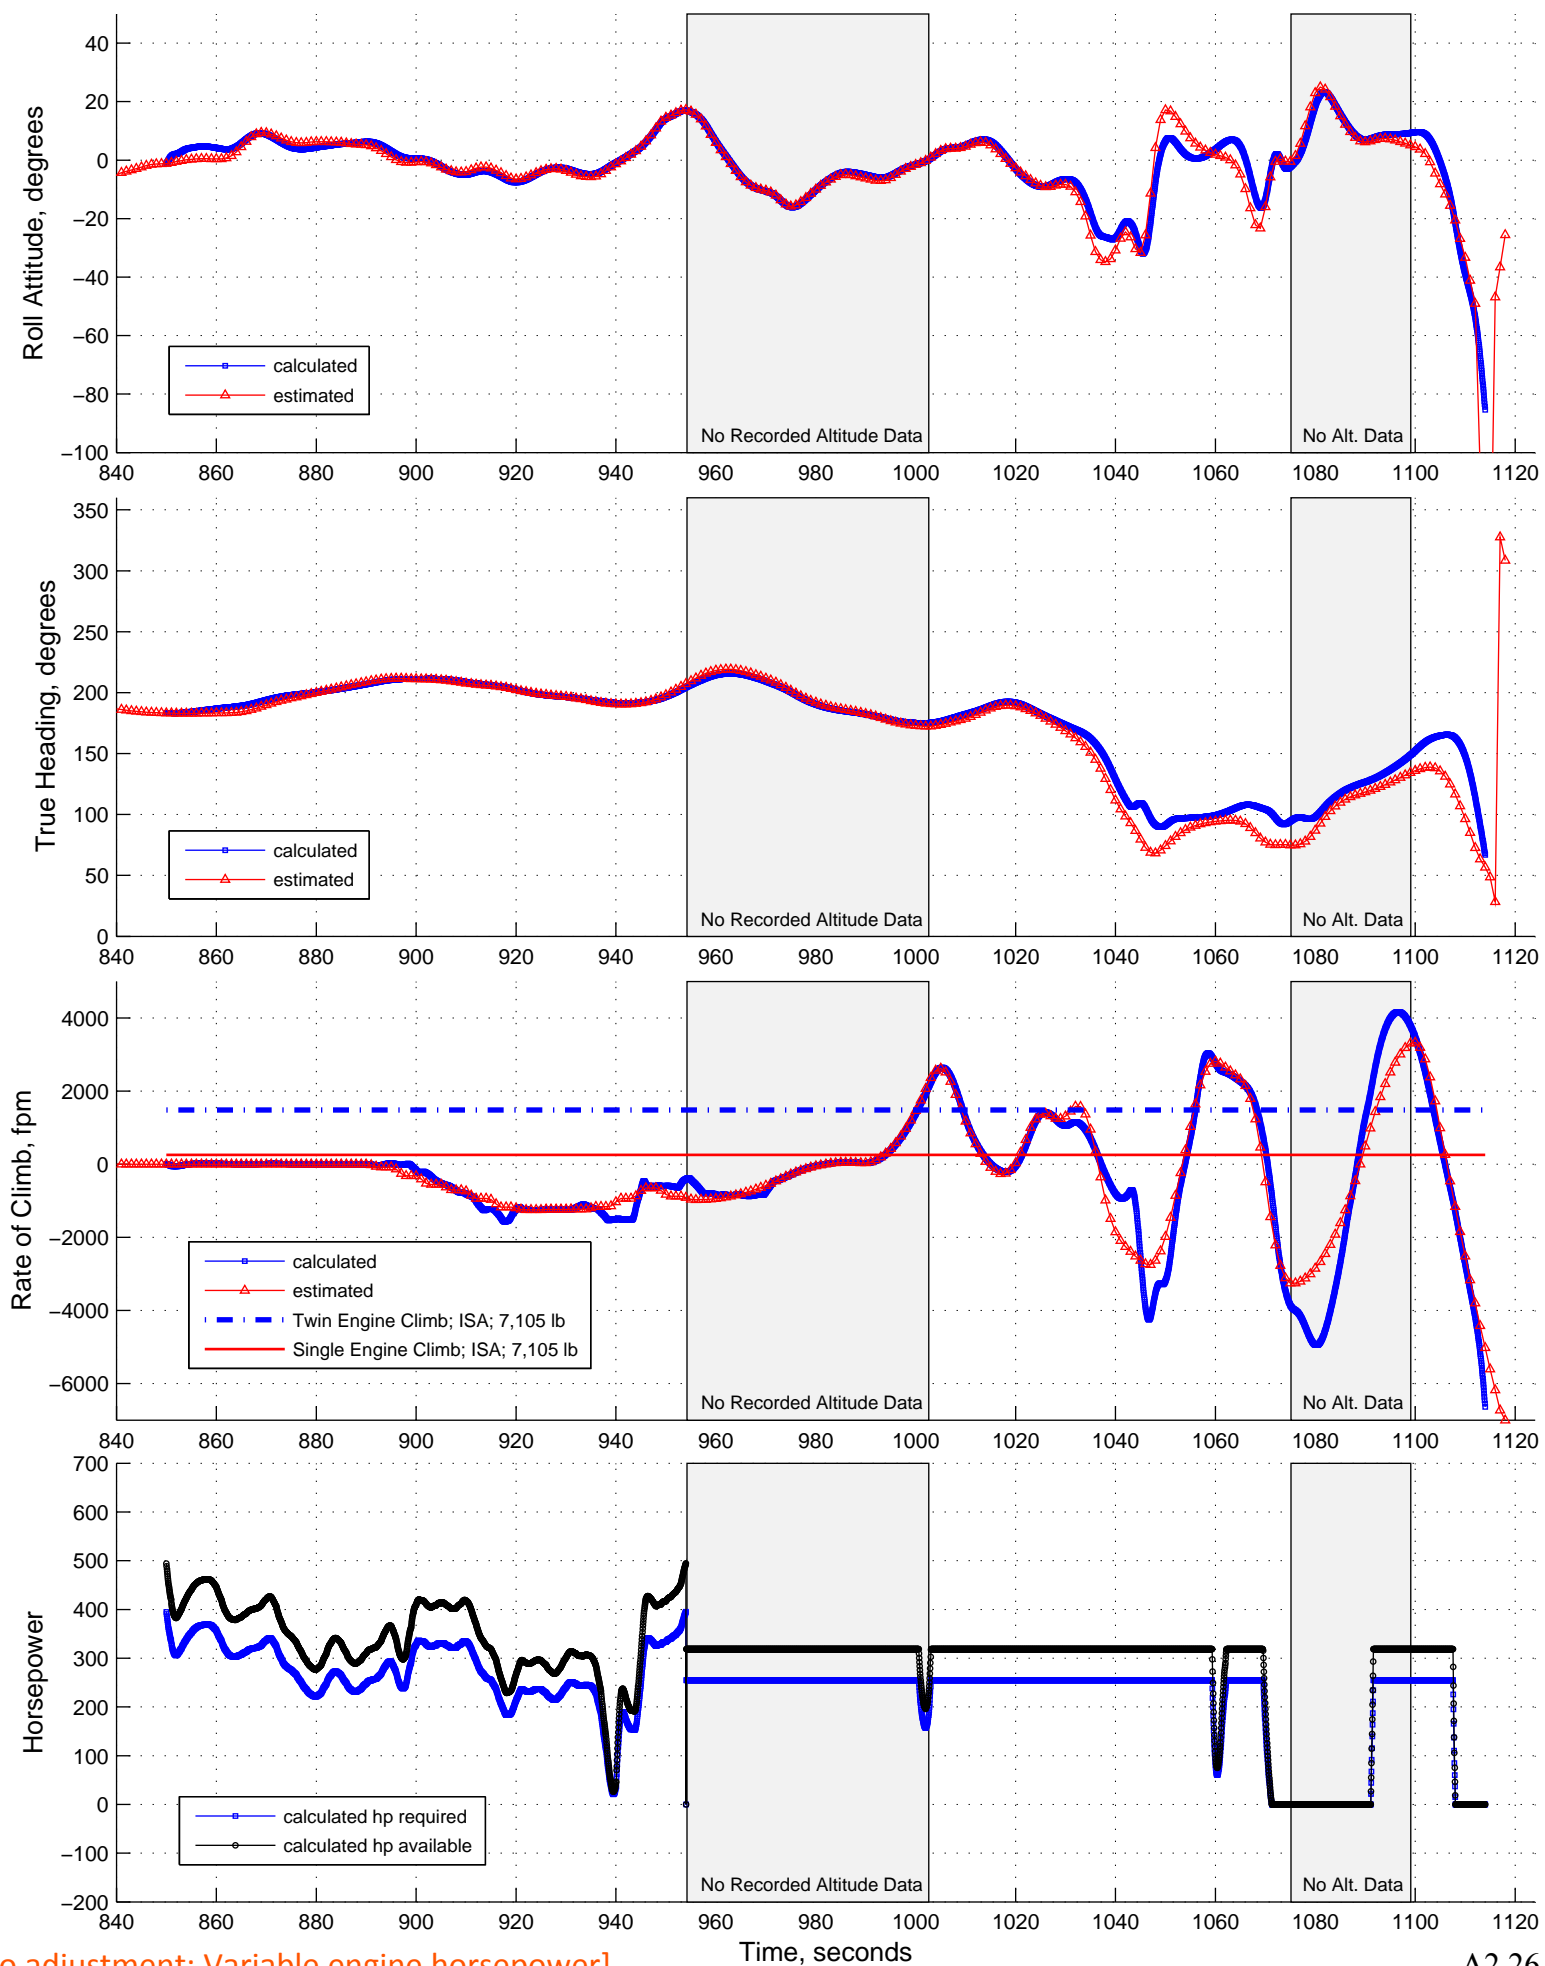 40
20
0
−20
−40
−60
−80
−100
Roll Attitude, degrees
calculated
estimated
No Recorded Altitude Data
No Alt. Data
840 860 880 900 920 940 960 980 1000 1020 1040 1060 1080 1100 1120
350
300
250
200
150
100
50
0
True Heading, degrees
calculated
estimated
No Recorded Altitude Data
No Alt. Data
840 860 880 900 920 940 960 980 1000 1020 1040 1060 1080 1100 1120
4000
2000
0
−2000
−4000
−6000
Rate of Climb, fpm
calculated
estimated
Twin Engine Climb; ISA; 7,105 lb
Single Engine Climb; ISA; 7,105 lb
No Recorded Altitude Data
No Alt. Data
840 860 880 900 920 940 960 980 1000 1020 1040 1060 1080 1100 1120
700
600
500
400
300
200
100
0
−100
−200
Horsepower
calculated hp required
calculated hp available
No Recorded Altitude Data
No Alt. Data
840 860 880 900 920 940 960 980 1000 1020 1040 1060 1080 1100 1120
Time, seconds
adjustment: Variable engine horsepower]
A2-26